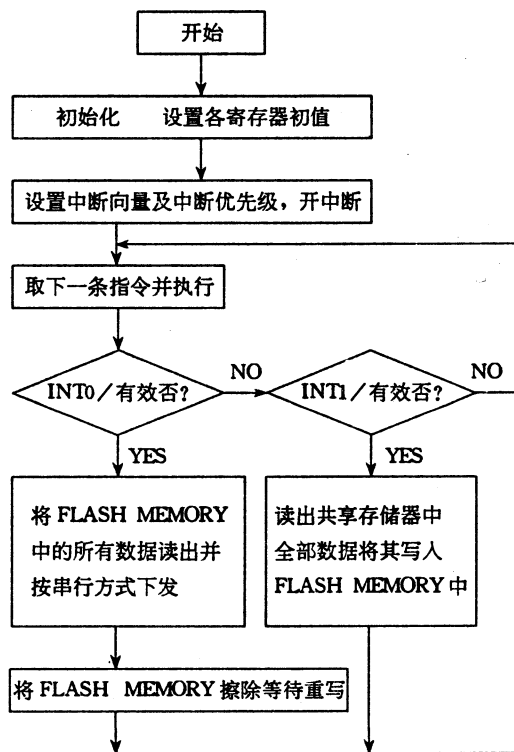 开始
初始化 设置各寄存器初值
设置中断向量及中断优先级，开中断
取下一条指令并执行
INT0／有效否?
NO
INT1／有效否?
NO
YES
YES
将 FLASH MEMORY
中的所有数据读出并
按串行方式下发
读出共享存储器中
全部数据将其写入
FLASH MEMORY 中
将 FLASH MEMORY 擦除等待重写